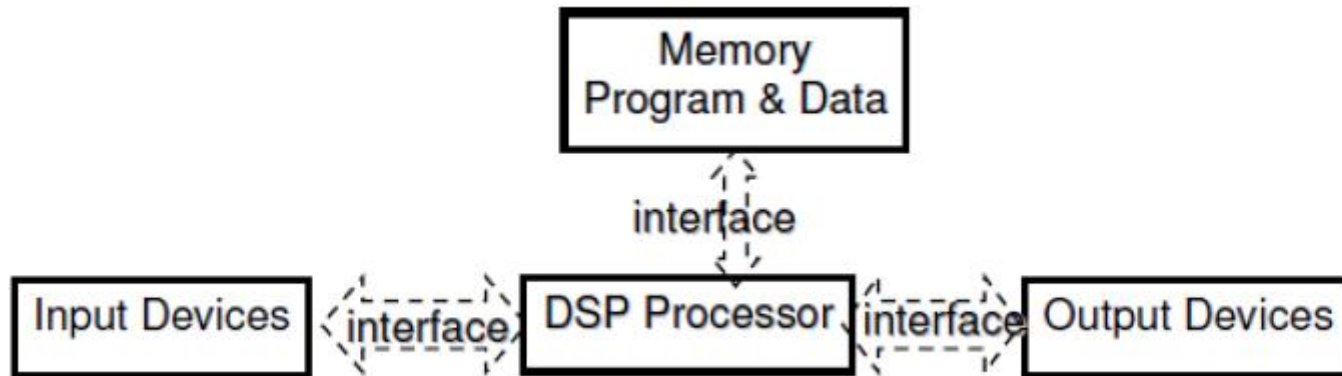 Memory
Program & Data
interface
Input Devices
interface
DSP Processor
interface
Output Devices